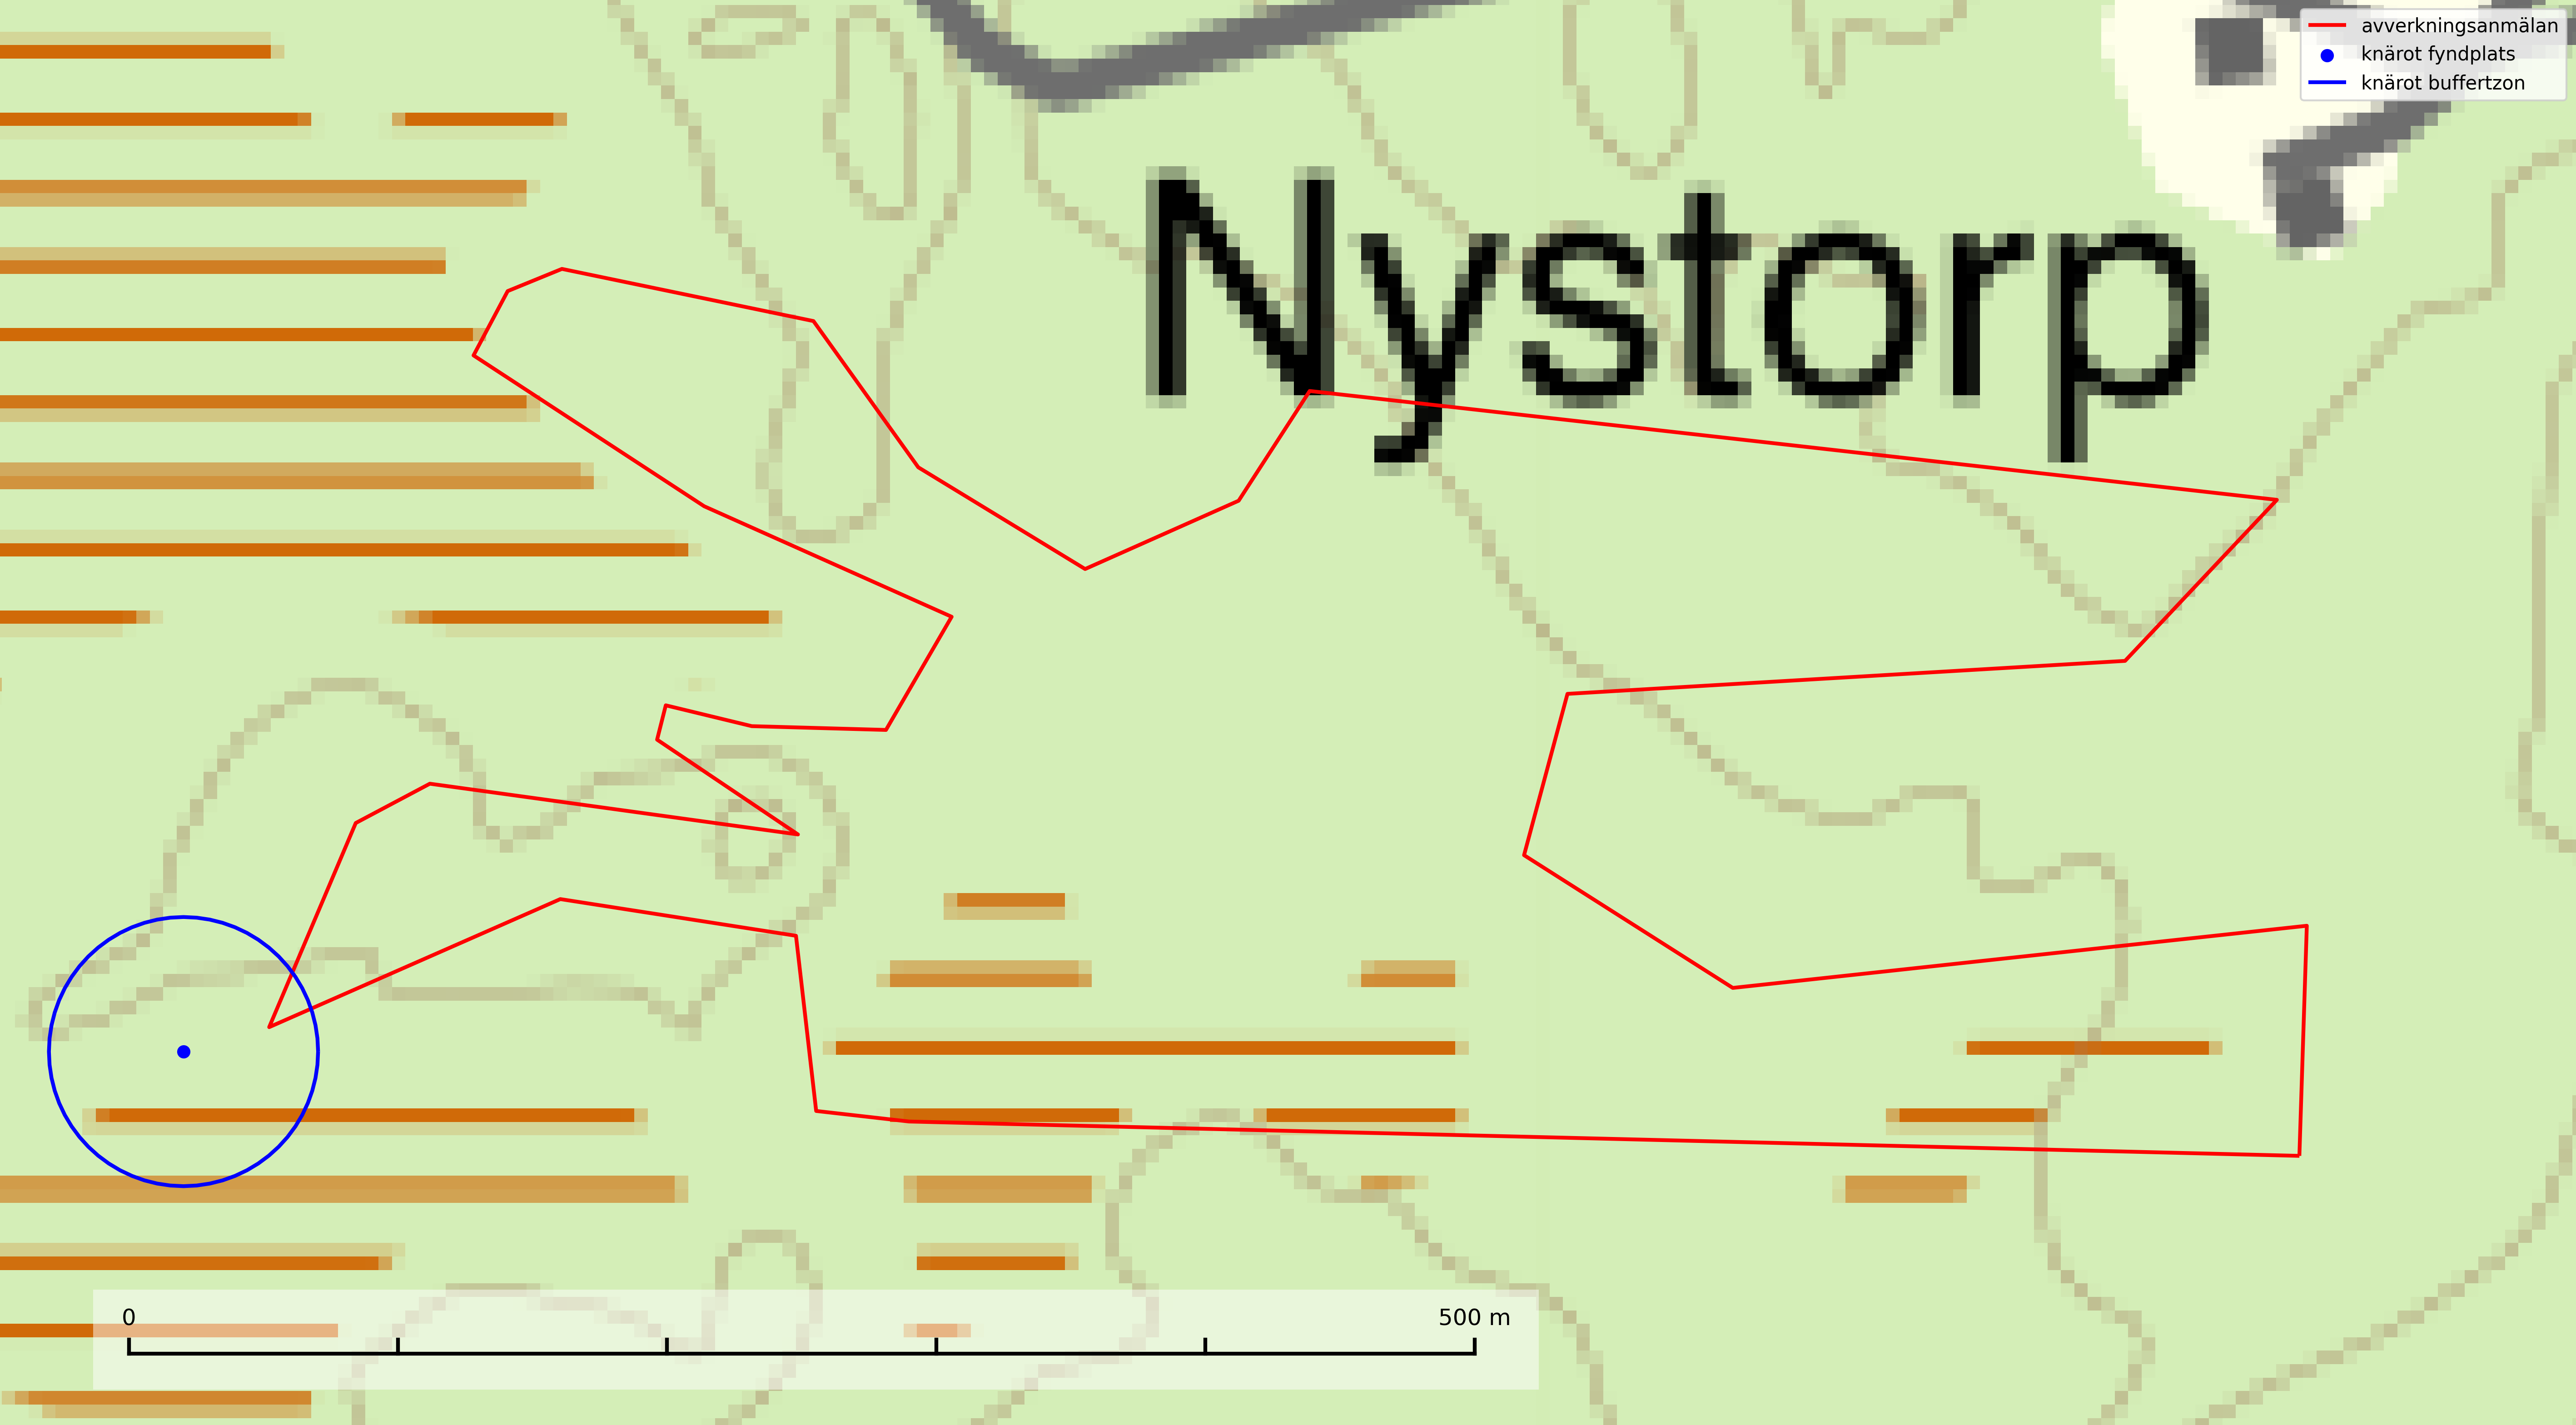 avverkningsanmälan
knärot fyndplats
knärot buffertzon
Nystorp
0 500 m